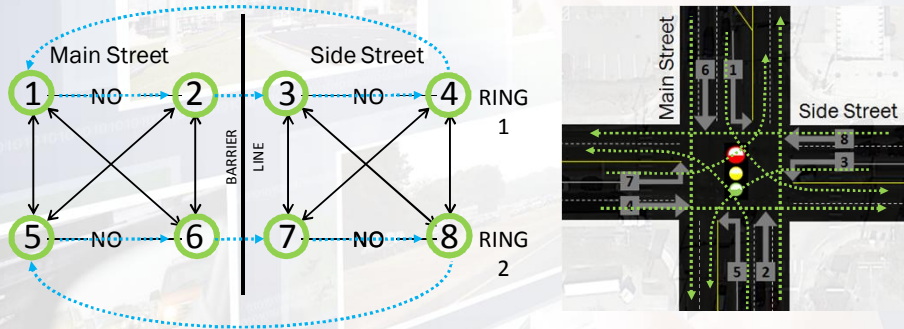 Main Street
Side Street
1 NO 2 3 NO 4
RING
1
BARRIER
LINE
5 NO 6 7 NO 8
RING
2
Main Street
Side Street
6 1
8
3
7
5 2